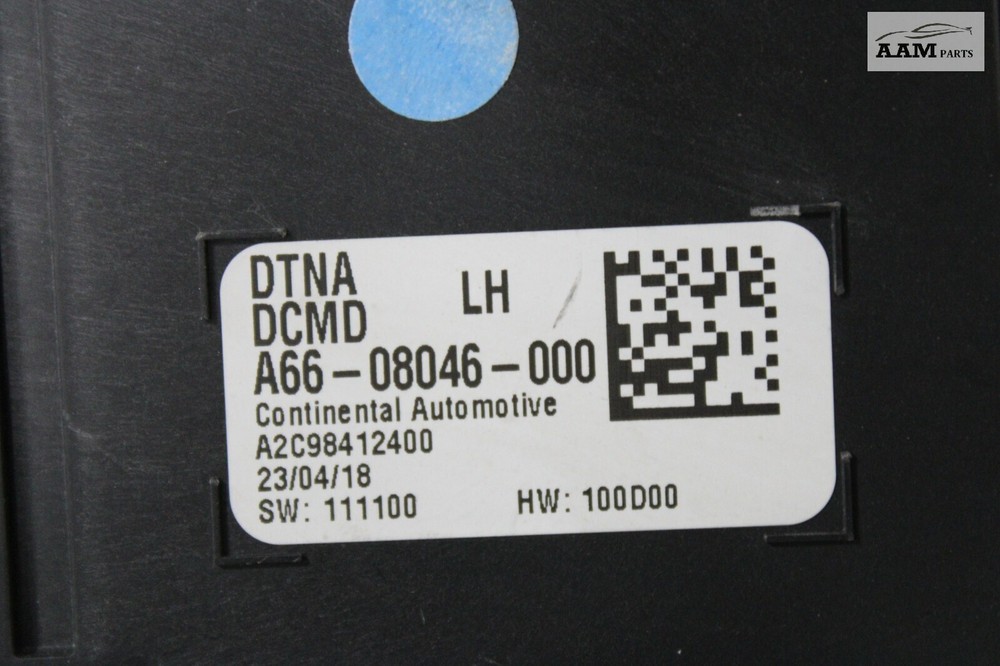 AAM PARTS
DTNA
LH
DCMD
A66-08046-000
Continental Automotive
A2C98412400
23/04/18
SW: 111100 HW: 100D00